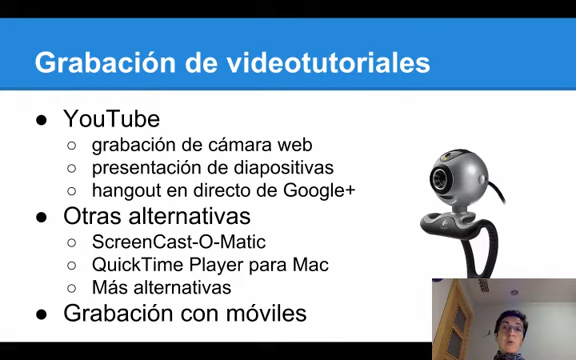 Grabación de videotutoriales
● YouTube
○ grabación de cámara web
○ presentación de diapositivas
○ hangout en directo de Google+
● Otras alternativas
○ ScreenCast-O-Matic
○ QuickTime Player para Mac
○ Más alternativas
● Grabación con móviles